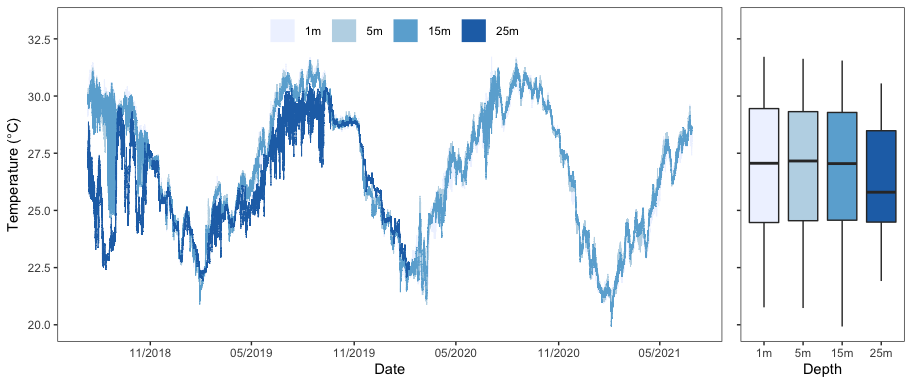 1m 5m 15m 25m
Temperature (°C)
32.5
30.0
27.5
25.0
22.5
20.0
11/2018 05/2019 11/2019 05/2020 11/2020 05/2021
Date
1m 5m 15m 25m
Depth